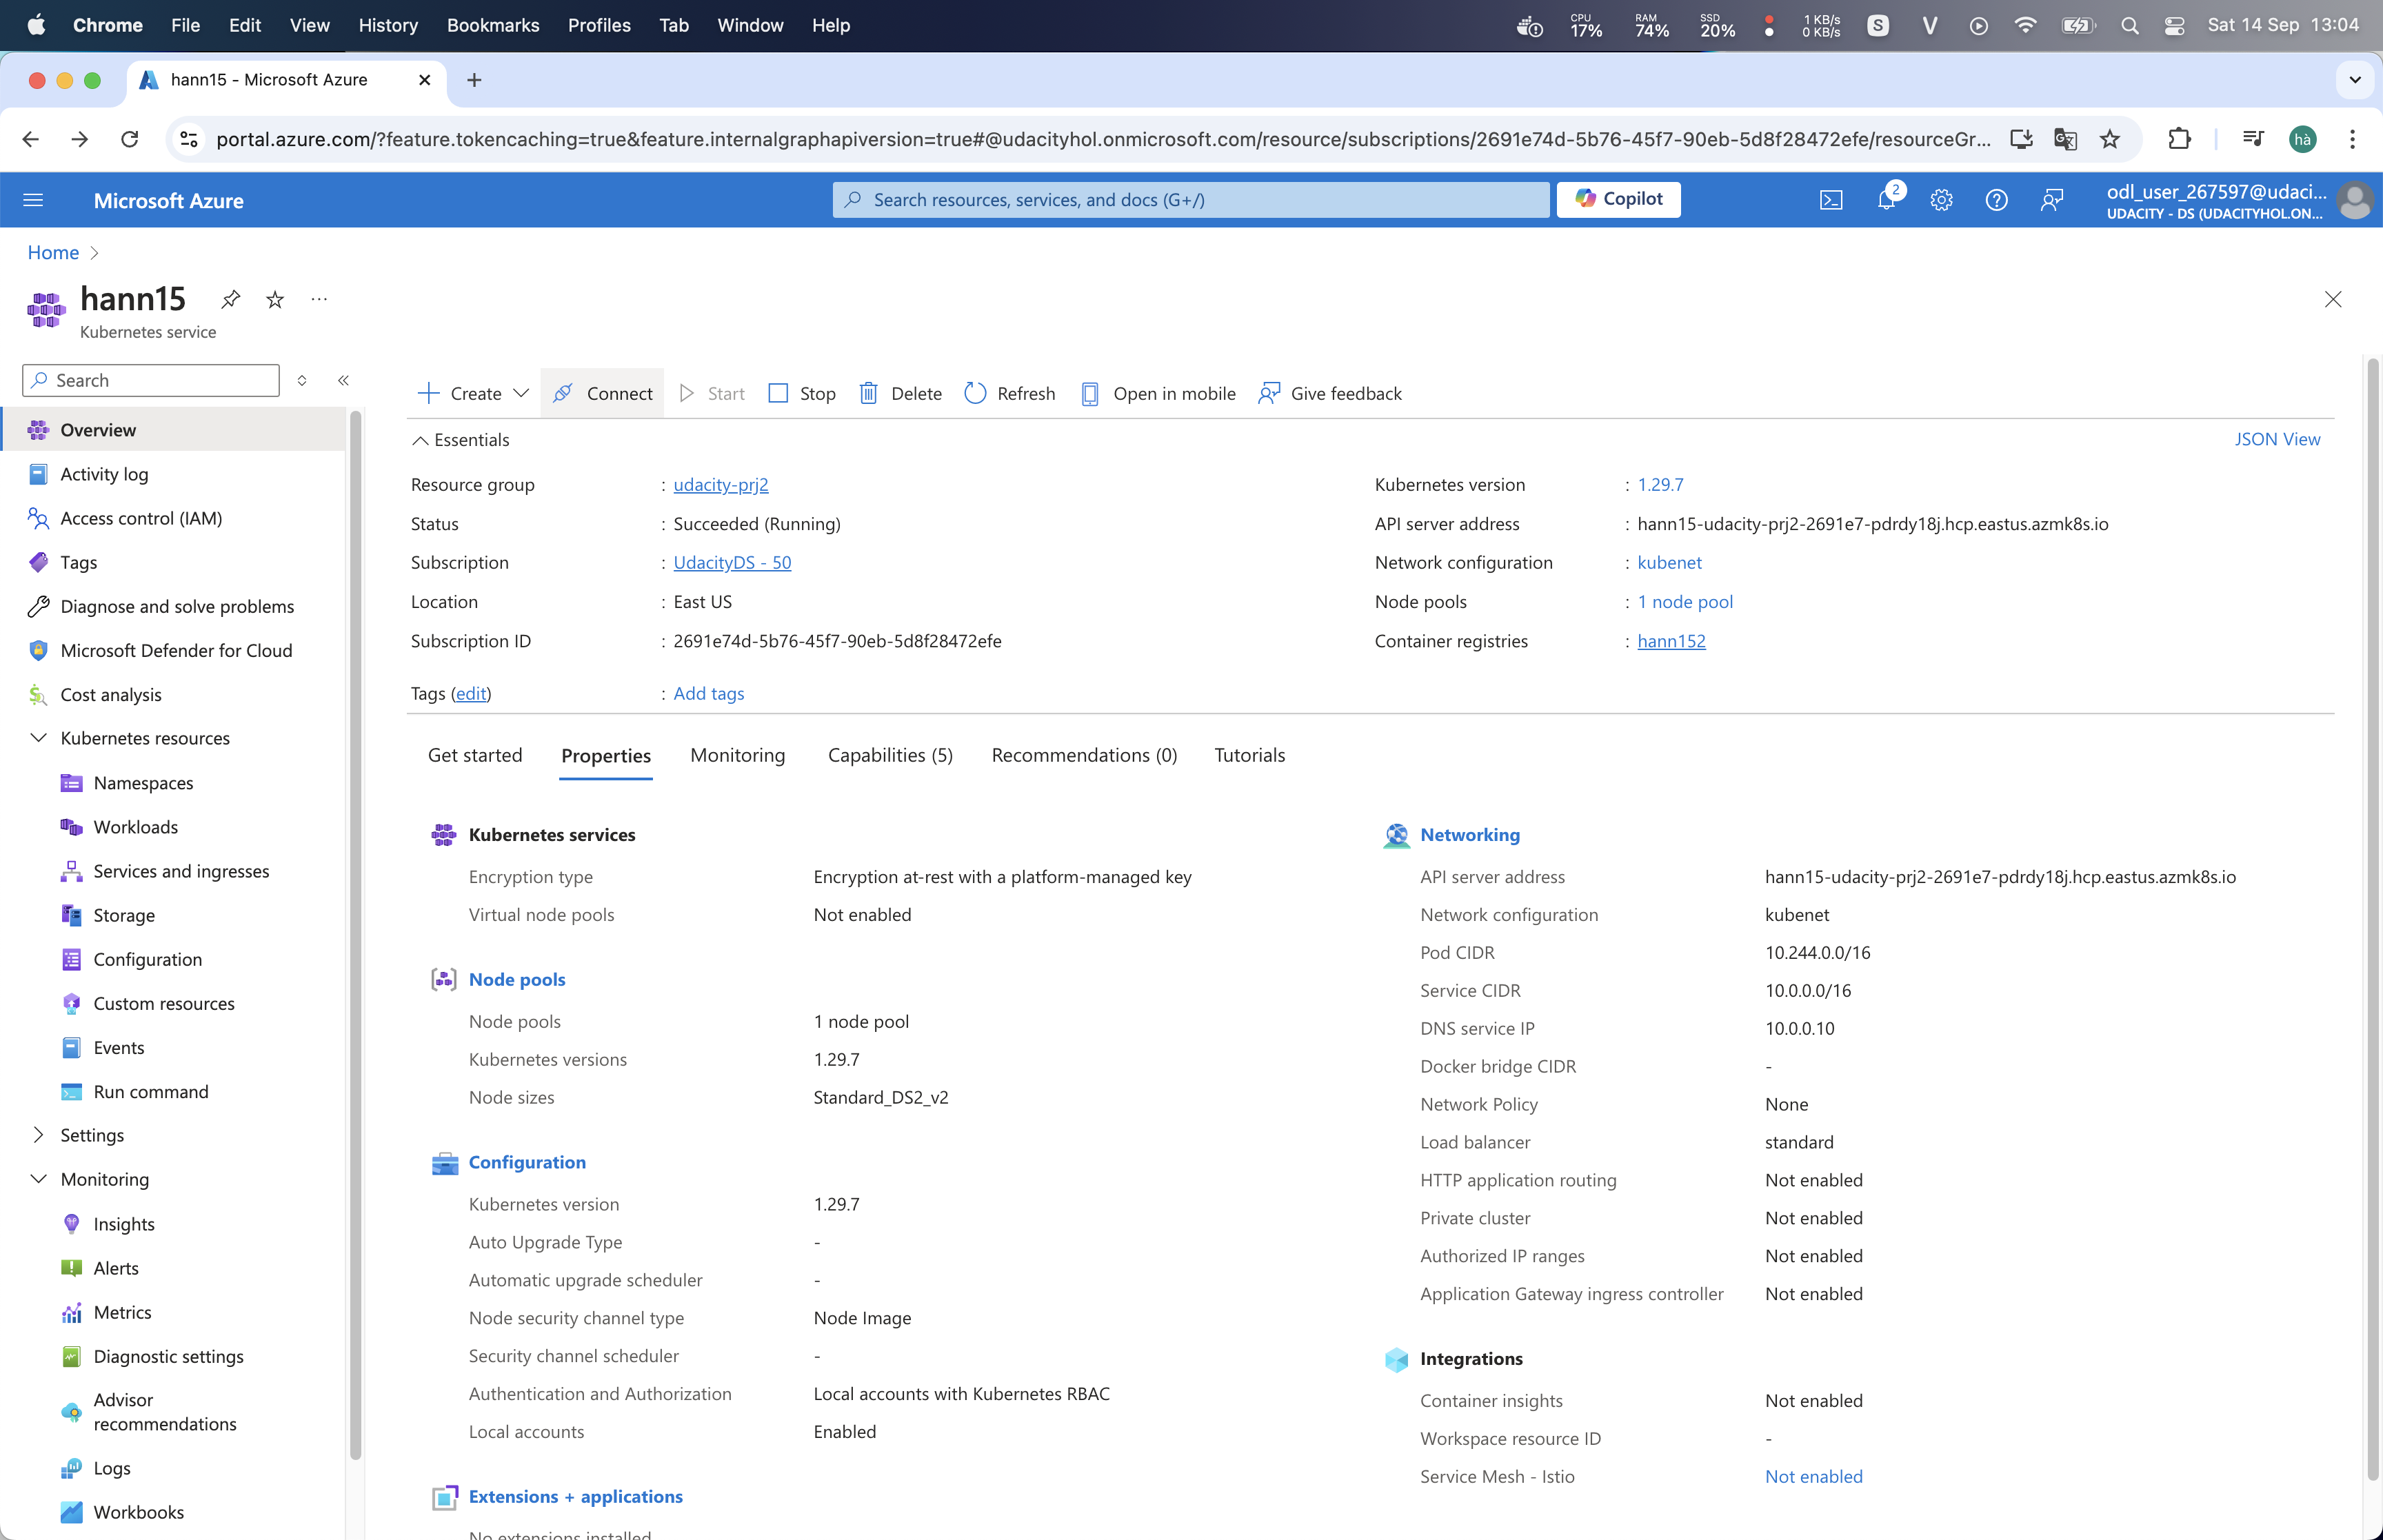 Chrome File Edit View History Bookmarks Profiles Tab Window Help
CPU 17% RAM 74% SSD 20% 1 KB/s 0 KB/s S V Sat 14 Sep 13:04
hann15 - Microsoft Azure
portal.azure.com/?feature.tokencaching=true&feature.internalgraphapiversion=true#@udacityhol.onmicrosoft.com/resource/subscriptions/2691e74d-5b76-45f7-90eb-5d8f28472efe/resourceGr...
hà
Microsoft Azure
Search resources, services, and docs (G+/)
Copilot
2
odl_user_267597@udaci...
UDACITY - DS (UDACITYHOL.ON...
Home
hann15
Kubernetes service
Search
Overview
Activity log
Access control (IAM)
Tags
Diagnose and solve problems
Microsoft Defender for Cloud
Cost analysis
Kubernetes resources
Namespaces
Workloads
Services and ingresses
Storage
Configuration
Custom resources
Events
Run command
Settings
Monitoring
Insights
Alerts
Metrics
Diagnostic settings
Advisor
recommendations
Logs
Workbooks
Create Connect Start Stop Delete Refresh Open in mobile Give feedback
Essentials
JSON View
Resource group : udacity-prj2
Status : Succeeded (Running)
Subscription : UdacityDS - 50
Location : East US
Subscription ID : 2691e74d-5b76-45f7-90eb-5d8f28472efe
Tags (edit) : Add tags
Kubernetes version : 1.29.7
API server address : hann15-udacity-prj2-2691e7-pdrdy18j.hcp.eastus.azmk8s.io
Network configuration : kubenet
Node pools : 1 node pool
Container registries : hann152
Get started Properties Monitoring Capabilities (5) Recommendations (0) Tutorials
Kubernetes services
Encryption type Encryption at-rest with a platform-managed key
Virtual node pools Not enabled
Node pools
Node pools 1 node pool
Kubernetes versions 1.29.7
Node sizes Standard_DS2_v2
Configuration
Kubernetes version 1.29.7
Auto Upgrade Type -
Automatic upgrade scheduler -
Node security channel type Node Image
Security channel scheduler -
Authentication and Authorization Local accounts with Kubernetes RBAC
Local accounts Enabled
Extensions + applications
No extensions installed
Networking
API server address hann15-udacity-prj2-2691e7-pdrdy18j.hcp.eastus.azmk8s.io
Network configuration kubenet
Pod CIDR 10.244.0.0/16
Service CIDR 10.0.0.0/16
DNS service IP 10.0.0.10
Docker bridge CIDR -
Network Policy None
Load balancer standard
HTTP application routing Not enabled
Private cluster Not enabled
Authorized IP ranges Not enabled
Application Gateway ingress controller Not enabled
Integrations
Container insights Not enabled
Workspace resource ID -
Service Mesh - Istio Not enabled